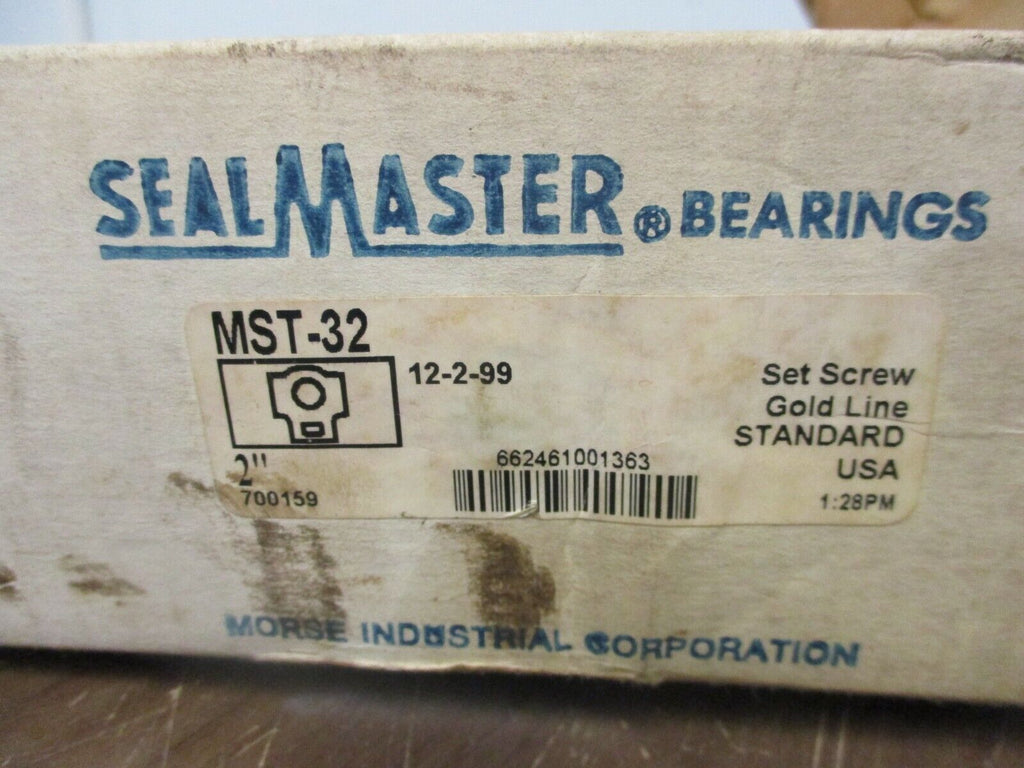 SEALMASTER® BEARINGS
MST-32
12-2-99
Set Screw
Gold Line
STANDARD
USA
1:28PM
2"
700159
662461001363
MORSE INDUSTRIAL CORPORATION